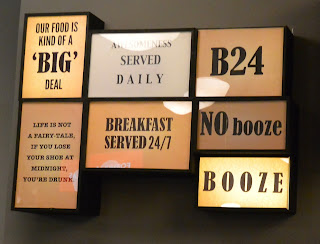 OUR FOOD IS
KIND OF A
'BIG'
DEAL
SERVED
DAILY
B24
LIFE IS NOT
A FAIRY-TALE,
IF YOU LOSE
YOUR SHOE AT
MIDNIGHT,
YOU'RE DRUNK.
BREAKFAST
SERVED 24/7
NO booze
BOOZE